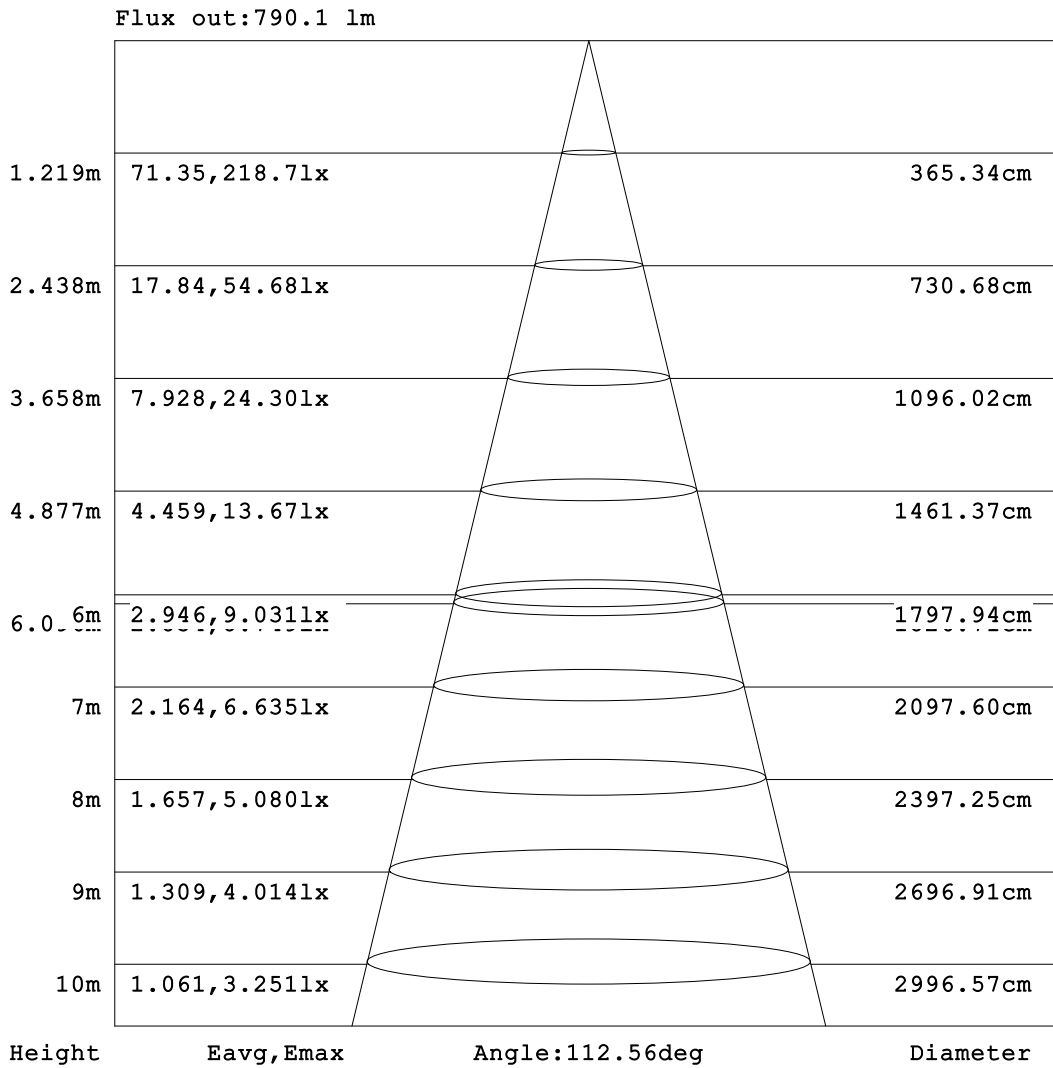 Flux out:790.1 lm
1.219m 71.35,218.7lx 365.34cm
2.438m 17.84,54.68lx 730.68cm
3.658m 7.928,24.30lx 1096.02cm
4.877m 4.459,13.67lx 1461.37cm
6m 2.946,9.031lx 1797.94cm
7m 2.164,6.635lx 2097.60cm
8m 1.657,5.080lx 2397.25cm
9m 1.309,4.014lx 2696.91cm
10m 1.061,3.251lx 2996.57cm
Height Eavg,Emax Angle:112.56deg Diameter